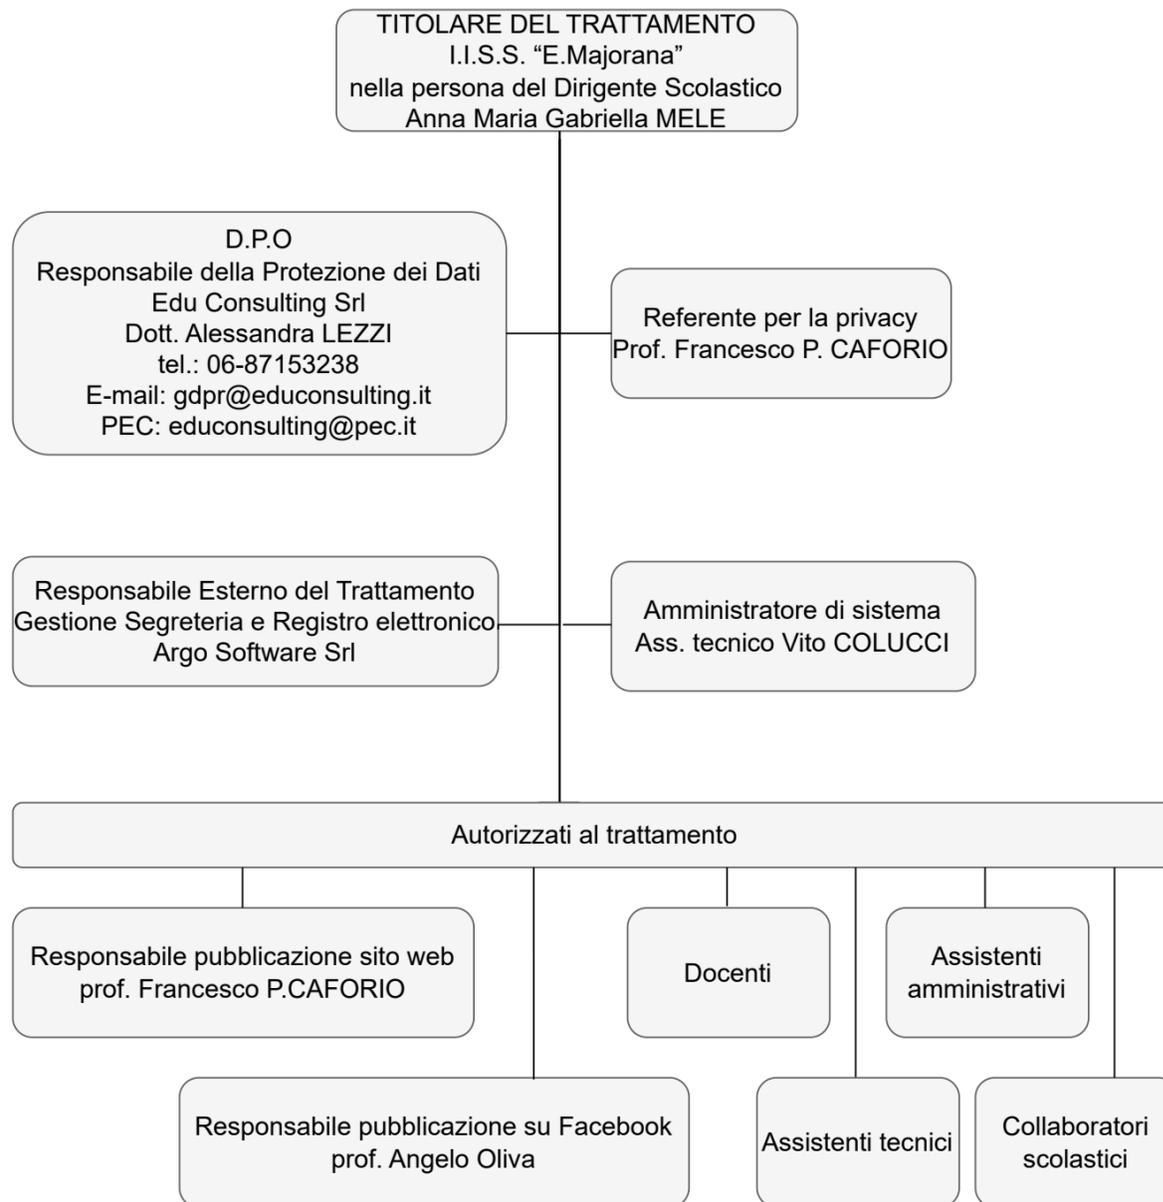 TITOLARE DEL TRATTAMENTO
I.I.S.S. “E.Majorana”
nella persona del Dirigente Scolastico
Anna Maria Gabriella MELE
D.P.O
Responsabile della Protezione dei Dati
Edu Consulting Srl
Dott. Alessandra LEZZI
tel.: 06-87153238
E-mail: gdpr@educonsulting.it
PEC: educonsulting@pec.it
Referente per la privacy
Prof. Francesco P. CAFORIO
Responsabile Esterno del Trattamento
Gestione Segreteria e Registro elettronico
Argo Software Srl
Amministratore di sistema
Ass. tecnico Vito COLUCCI
Autorizzati al trattamento
Responsabile pubblicazione sito web
prof. Francesco P.CAFORIO
Docenti
Assistenti
amministrativi
Responsabile pubblicazione su Facebook
prof. Angelo Oliva
Assistenti tecnici
Collaboratori
scolastici